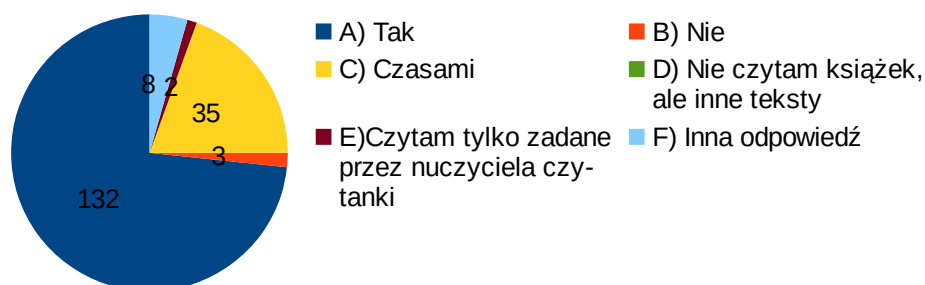 8
2
35
3
132
A) Tak
B) Nie
C) Czasami
D) Nie czytam książek,
ale inne teksty
E)Czytam tylko zadane
przez nuczyciela czy-
tanki
F) Inna odpowiedź